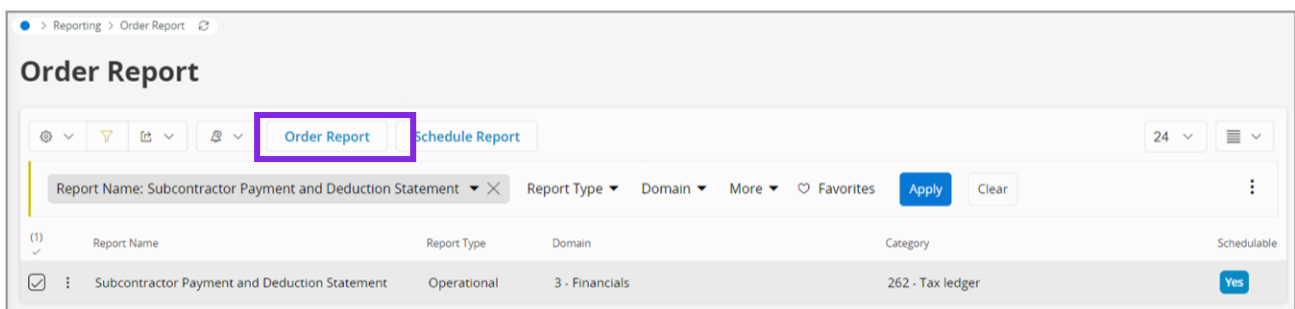 > Reporting > Order Report
Order Report
Order Report Schedule Report 24
Report Name: Subcontractor Payment and Deduction Statement Report Type Domain More Favorites Apply Clear
(1) Report Name Report Type Domain Category Schedulable
Subcontractor Payment and Deduction Statement Operational 3 - Financials 262 - Tax ledger Yes